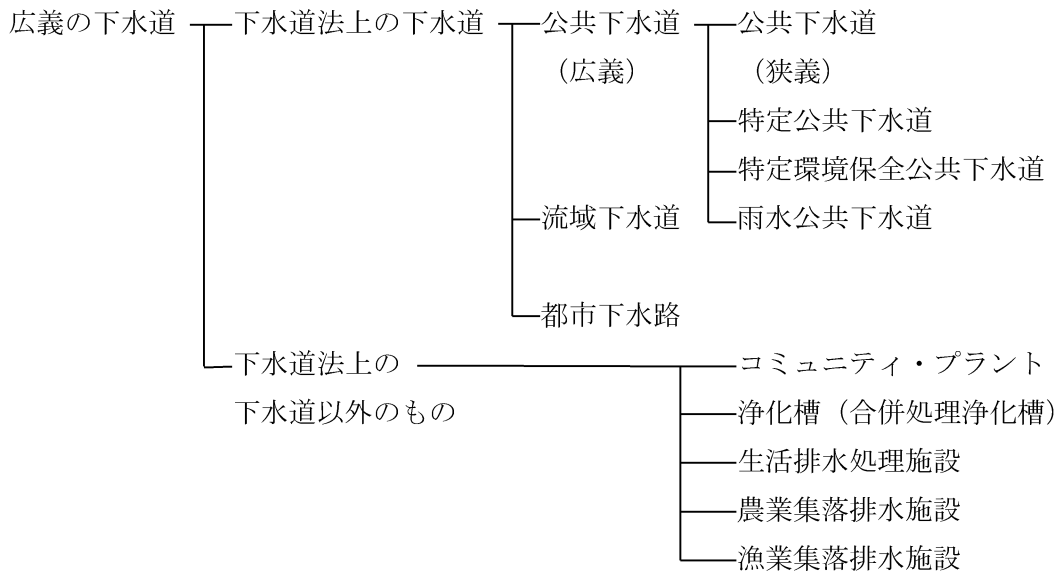 広義の下水道 下水道法上の下水道 公共下水道 公共下水道
（広義） （狭義）
特定公共下水道
特定環境保全公共下水道
流域下水道 雨水公共下水道
都市下水路
下水道法上の コミュニティ・プラント
下水道以外のもの 浄化槽（合併処理浄化槽）
生活排水処理施設
農業集落排水施設
漁業集落排水施設